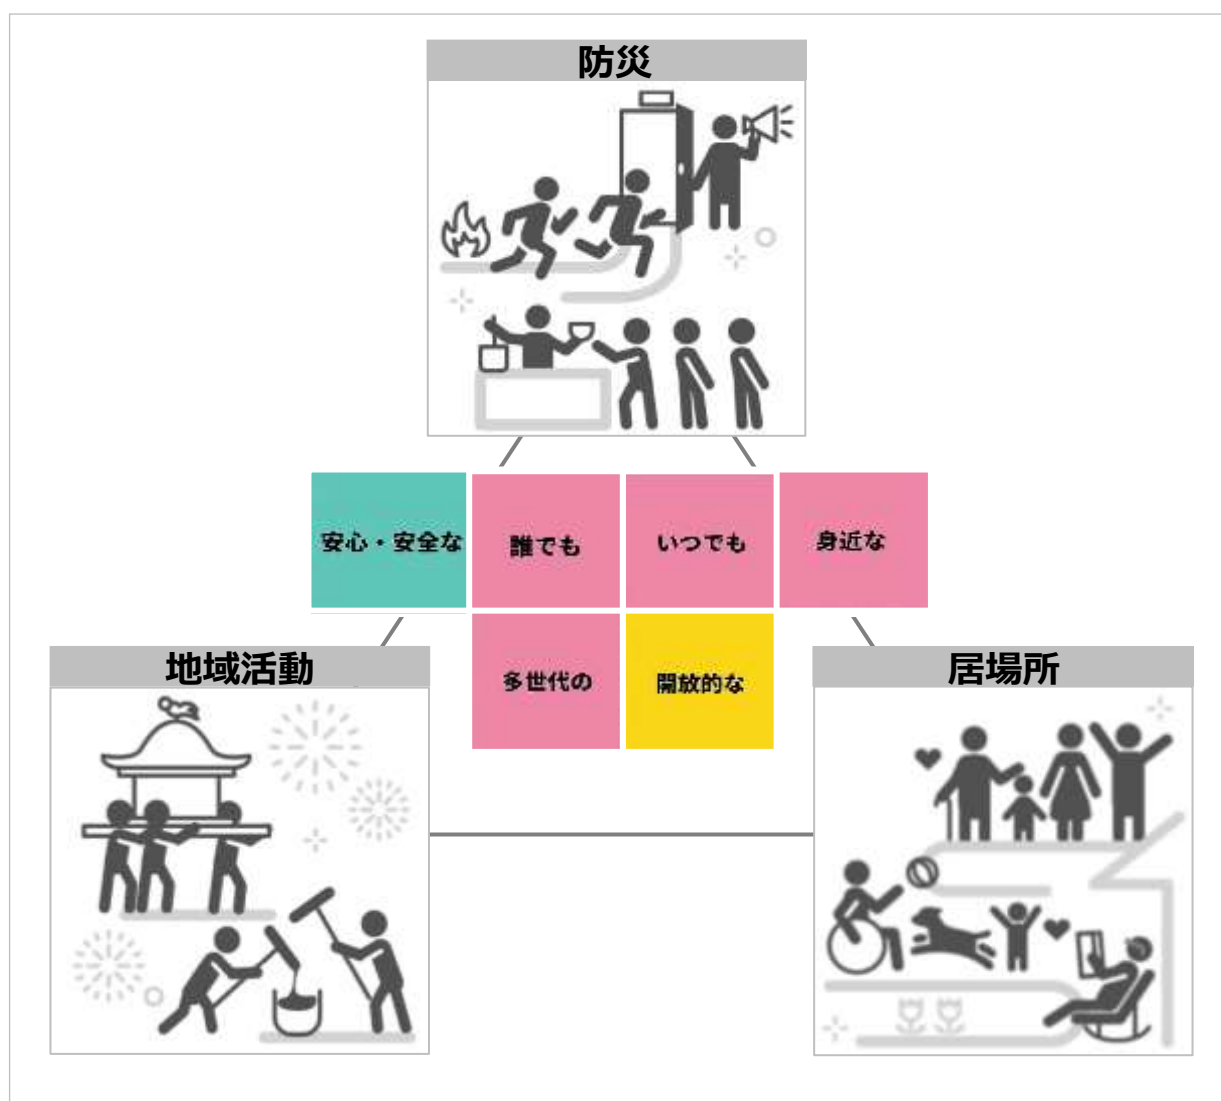 防災
安心・安全な
誰でも
いつでも
身近な
多世代の
開放的な
地域活動
居場所